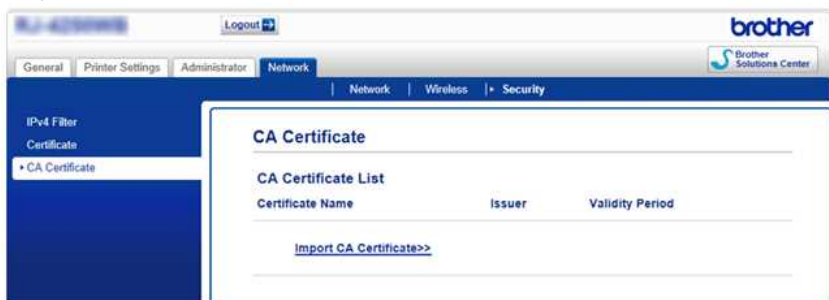 Logout
brother
General Printer Settings Administrator Network
Brother
Solutions Center
| Network | Wireless | Security
IPv4 Filter
Certificate
CA Certificate
CA Certificate
CA Certificate List
Certificate Name Issuer Validity Period
Import CA Certificate>>